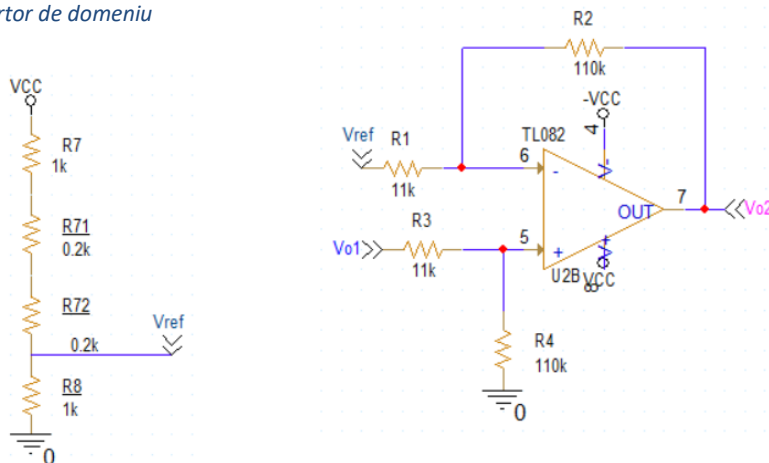 rtor de domeniu
VCC
R7
1k
R71
0.2k
R72
0.2k
Vref
R8
1k
0
R2
110k
-VCC
4
V-
Vref
R1
11k
TL082
6
-
OUT
7
Vo2
R3
11k
Vo1
5
+
U2B
V+
8
VCC
R4
110k
0